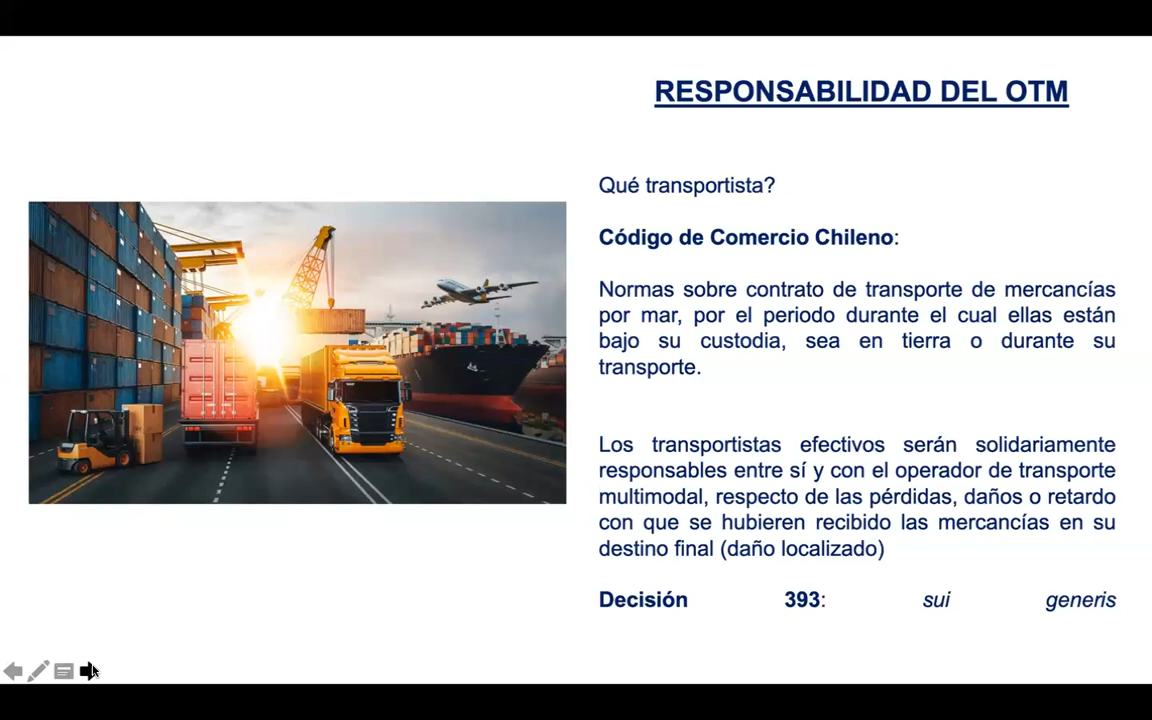 RESPONSABILIDAD DEL OTM
Qué transportista?
Código de Comercio Chileno:
Normas sobre contrato de transporte de mercancías
por mar, por el periodo durante el cual ellas están
bajo su custodia, sea en tierra o durante su
transporte.
Los transportistas efectivos serán solidariamente
responsables entre sí y con el operador de transporte
multimodal, respecto de las pérdidas, daños o retardo
con que se hubieren recibido las mercancías en su
destino final (daño localizado)
Decisión 393: sui generis